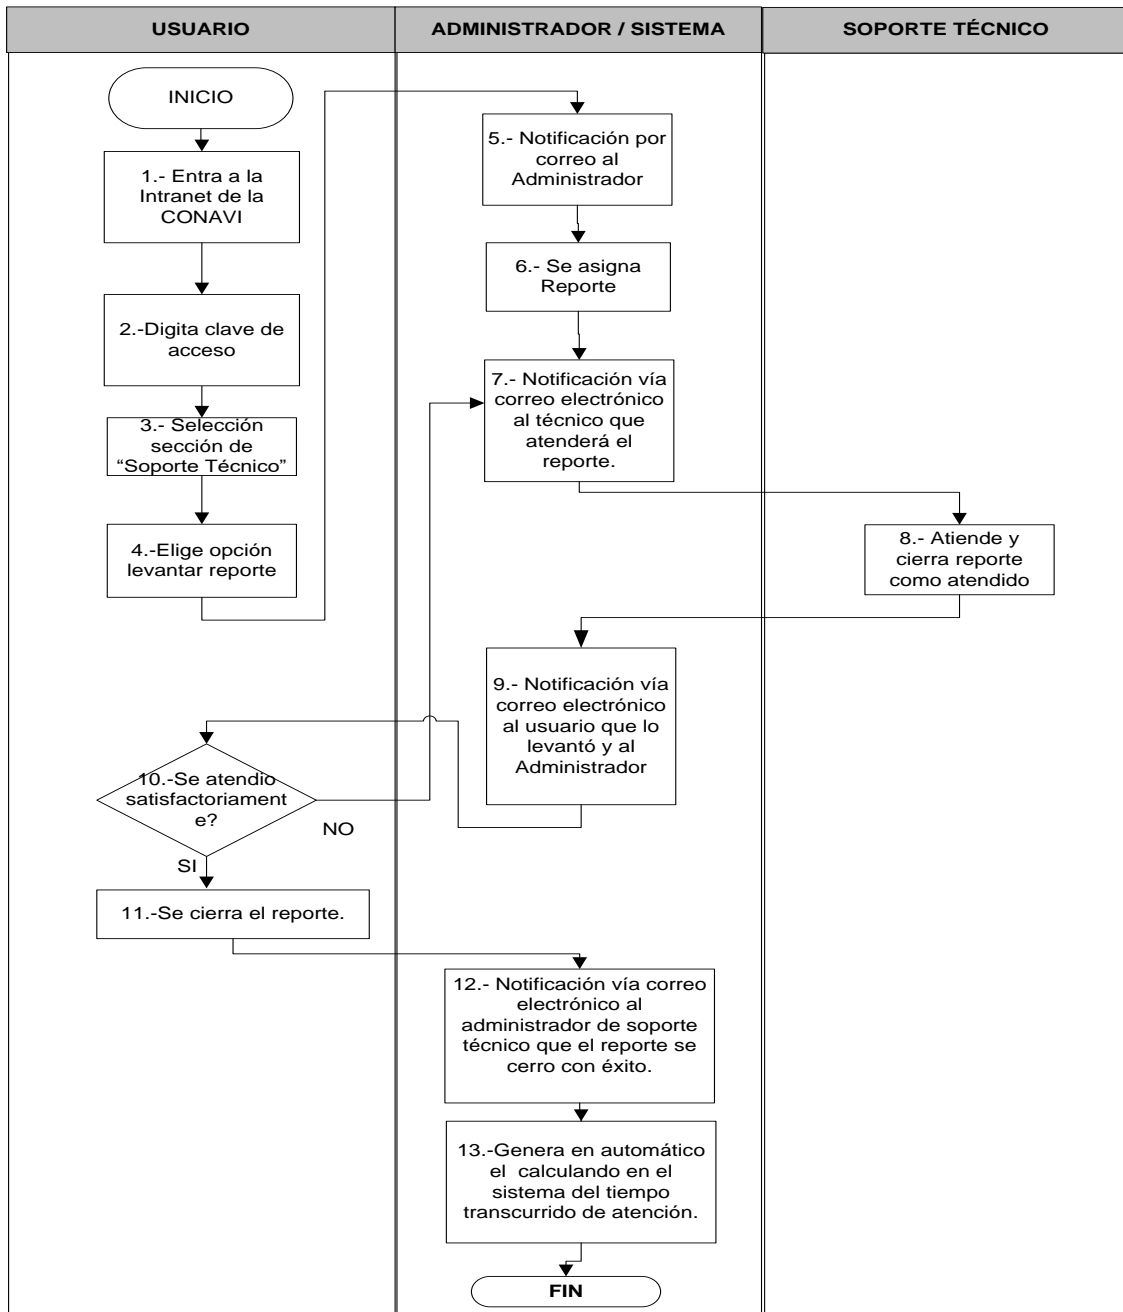 USUARIO
ADMINISTRADOR / SISTEMA
SOPORTE TÉCNICO
INICIO
1.- Entra a la
Intranet de la
CONAVI
2.-Digita clave de
acceso
3.- Selección
sección de
“Soporte Técnico”
4.-Elige opción
levantar reporte
5.- Notificación por
correo al
Administrador
6.- Se asigna
Reporte
7.- Notificación vía
correo electrónico
al técnico que
atenderá el
reporte.
8.- Atiende y
cierra reporte
como atendido
9.- Notificación vía
correo electrónico
al usuario que lo
levantó y al
Administrador
10.-Se atendio
satisfactoriament
e?
NO
SI
11.-Se cierra el reporte.
12.- Notificación vía correo
electrónico al
administrador de soporte
técnico que el reporte se
cerro con éxito.
13.-Genera en automático
el  calculando en el
sistema del tiempo
transcurrido de atención.
FIN